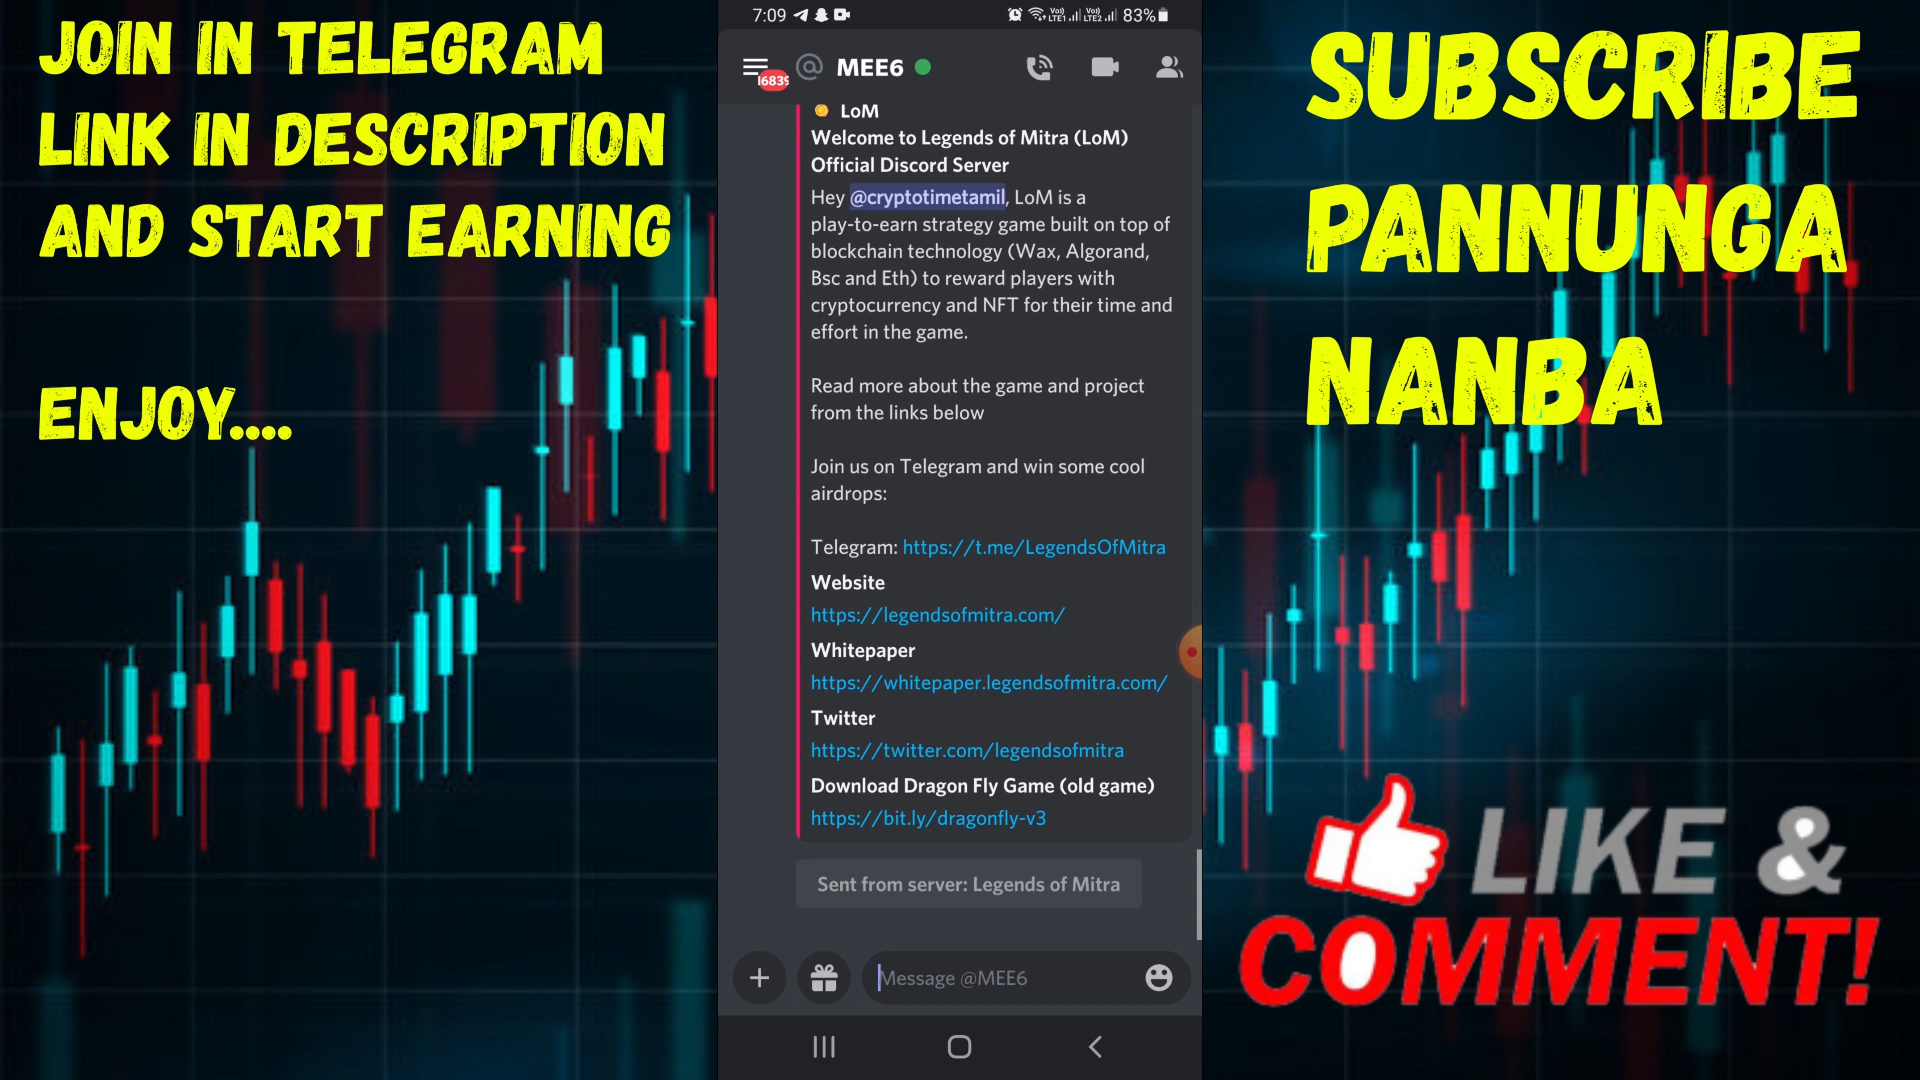 JOIN IN TELEGRAM
LINK IN DESCRIPTION
AND START EARNING
ENJOY....
7:09
83%
MEE6
LoM
Welcome to Legends of Mitra (LoM)
Official Discord Server
Hey @cryptotimetamil, LoM is a
play-to-earn strategy game built on top of
blockchain technology (Wax, Algorand,
Bsc and Eth) to reward players with
cryptocurrency and NFT for their time and
effort in the game.
Read more about the game and project
from the links below
Join us on Telegram and win some cool
airdrops:
Telegram: https://t.me/LegendsOfMitra
Website
https://legendsofmitra.com/
Whitepaper
https://whitepaper.legendsofmitra.com/
Twitter
https://twitter.com/legendsofmitra
Download Dragon Fly Game (old game)
https://bit.ly/dragonfly-v3
Sent from server: Legends of Mitra
Message @MEE6
SUBSCRIBE
PANNUNGA
NANBA
LIKE &
COMMENT!